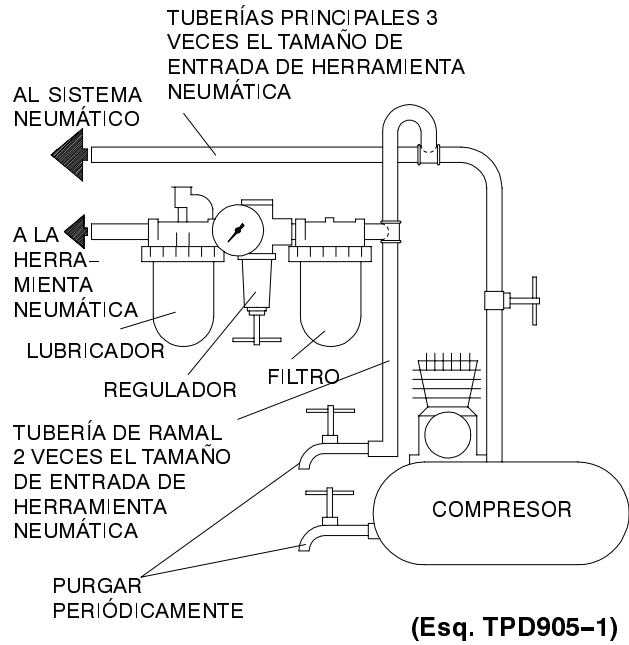 TUBERÍAS PRINCIPALES 3
VECES EL TAMAÑO DE
ENTRADA DE HERRAMIENTA
NEUMÁTICA
AL SISTEMA
NEUMÁTICO
A LA
HERRA–
MIENTA
NEUMÁTICA
LUBRICADOR
REGULADOR
FILTRO
TUBERÍA DE RAMAL
2 VECES EL TAMAÑO
DE ENTRADA DE
HERRAMIENTA
NEUMÁTICA
COMPRESOR
PURGAR
PERIÓDICAMENTE
(Esq. TPD905–1)